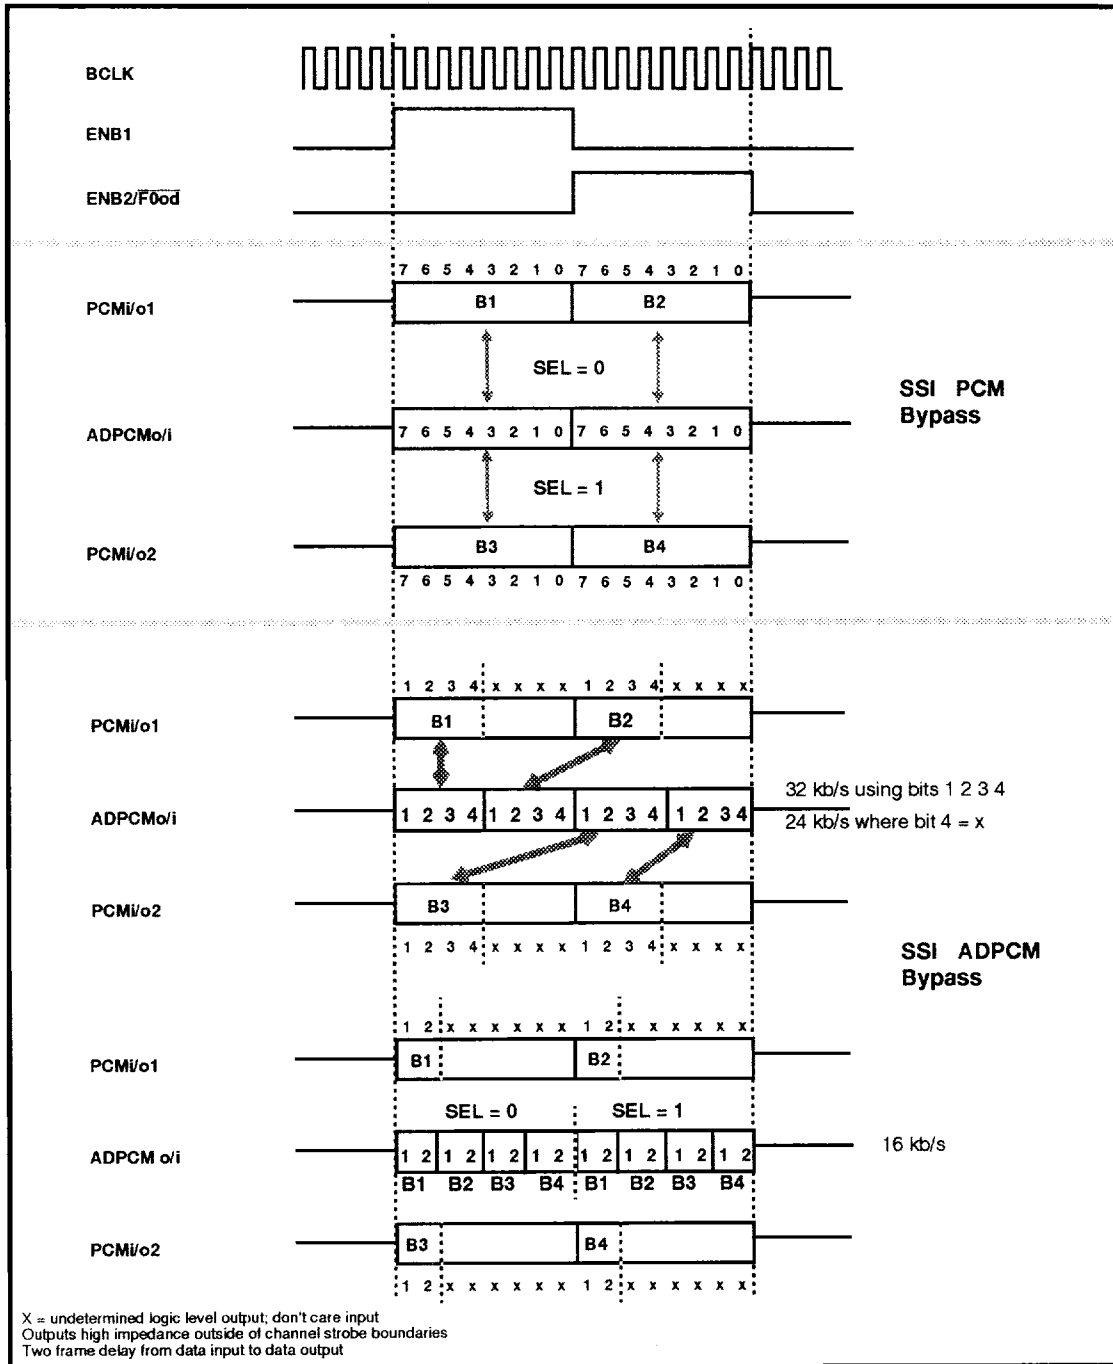 BCLK
ENB1
ENB2/F0od
7 6 5 4 3 2 1 0 7 6 5 4 3 2 1 0
PCMi/o1 B1 B2
SEL = 0
SSI PCM
Bypass
ADPCMo/i 7 6 5 4 3 2 1 0 7 6 5 4 3 2 1 0
SEL = 1
PCMi/o2 B3 B4
7 6 5 4 3 2 1 0 7 6 5 4 3 2 1 0
1 2 3 4 x x x x 1 2 3 4 x x x x
PCMi/o1 B1 B2
32 kb/s using bits 1 2 3 4
ADPCMo/i 1 2 3 4 1 2 3 4 1 2 3 4 1 2 3 4
24 kb/s where bit 4 = x
PCMi/o2 B3 B4
1 2 3 4 x x x x 1 2 3 4 x x x x
SSI ADPCM
Bypass
1 2 x x x x x x 1 2 x x x x x x
PCMi/o1 B1 B2
SEL = 0 SEL = 1
ADPCM o/i 1 2 1 2 1 2 1 2 1 2 1 2 1 2 1 2 16 kb/s
B1 B2 B3 B4 B1 B2 B3 B4
PCMi/o2 B3 B4
1 2 x x x x x x 1 2 x x x x x x
X = undetermined logic level output; don't care input
Outputs high impedance outside of channel strobe boundaries
Two frame delay from data input to data output